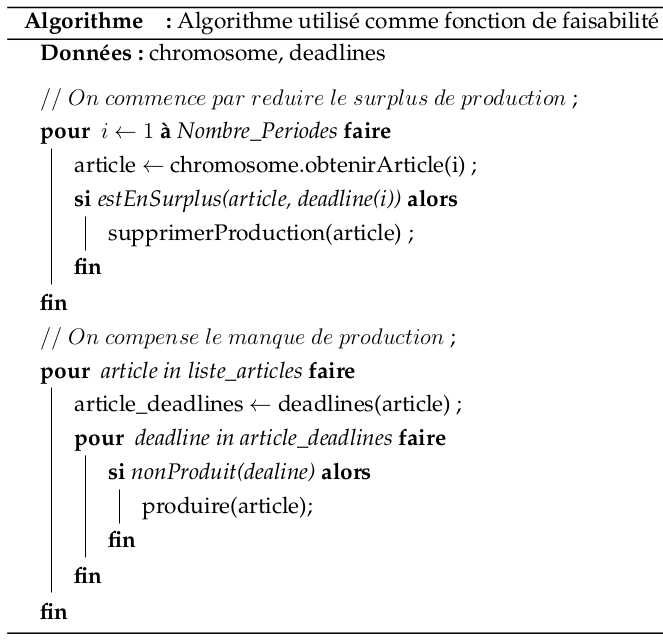 Algorithme : Algorithme utilisé comme fonction de faisabilité
Données : chromosome, deadlines
// On commence par reduire le surplus de production ;
pour i ← 1 à Nombre_Periodes faire
article ← chromosome.obtenirArticle(i) ;
si estEnSurplus(article, deadline(i)) alors
supprimerProduction(article) ;
fin
fin
// On compense le manque de production ;
pour article in liste_articles faire
article_deadlines ← deadlines(article) ;
pour deadline in article_deadlines faire
si nonProduit(dealine) alors
produire(article);
fin
fin
fin